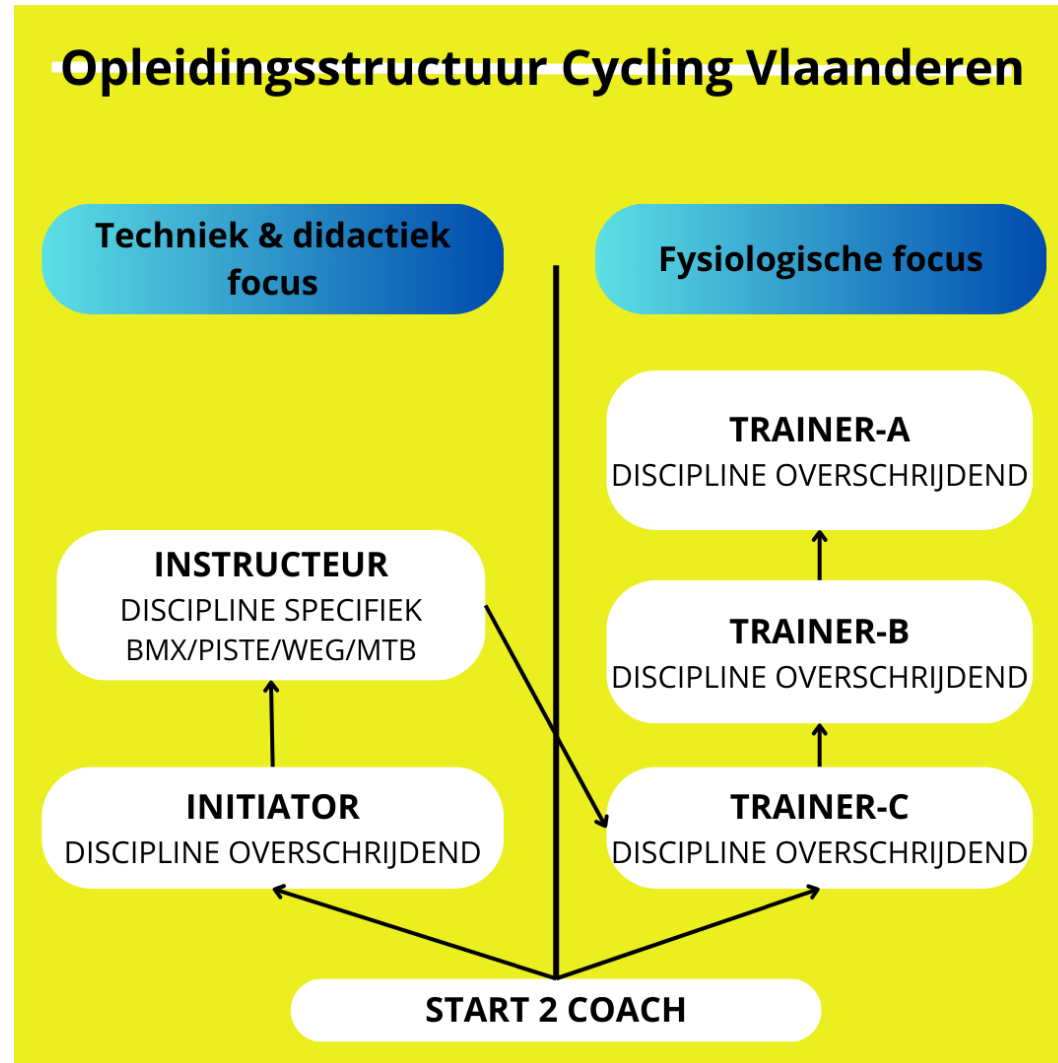 Opleidingsstructuur Cycling Vlaanderen
Techniek & didactiek
focus
Fysiologische focus
TRAINER-A
DISCIPLINE OVERSCHRIJDEND
INSTRUCTEUR
DISCIPLINE SPECIFIEK
BMX/PISTE/WEG/MTB
TRAINER-B
DISCIPLINE OVERSCHRIJDEND
INITIATOR
DISCIPLINE OVERSCHRIJDEND
TRAINER-C
DISCIPLINE OVERSCHRIJDEND
START 2 COACH